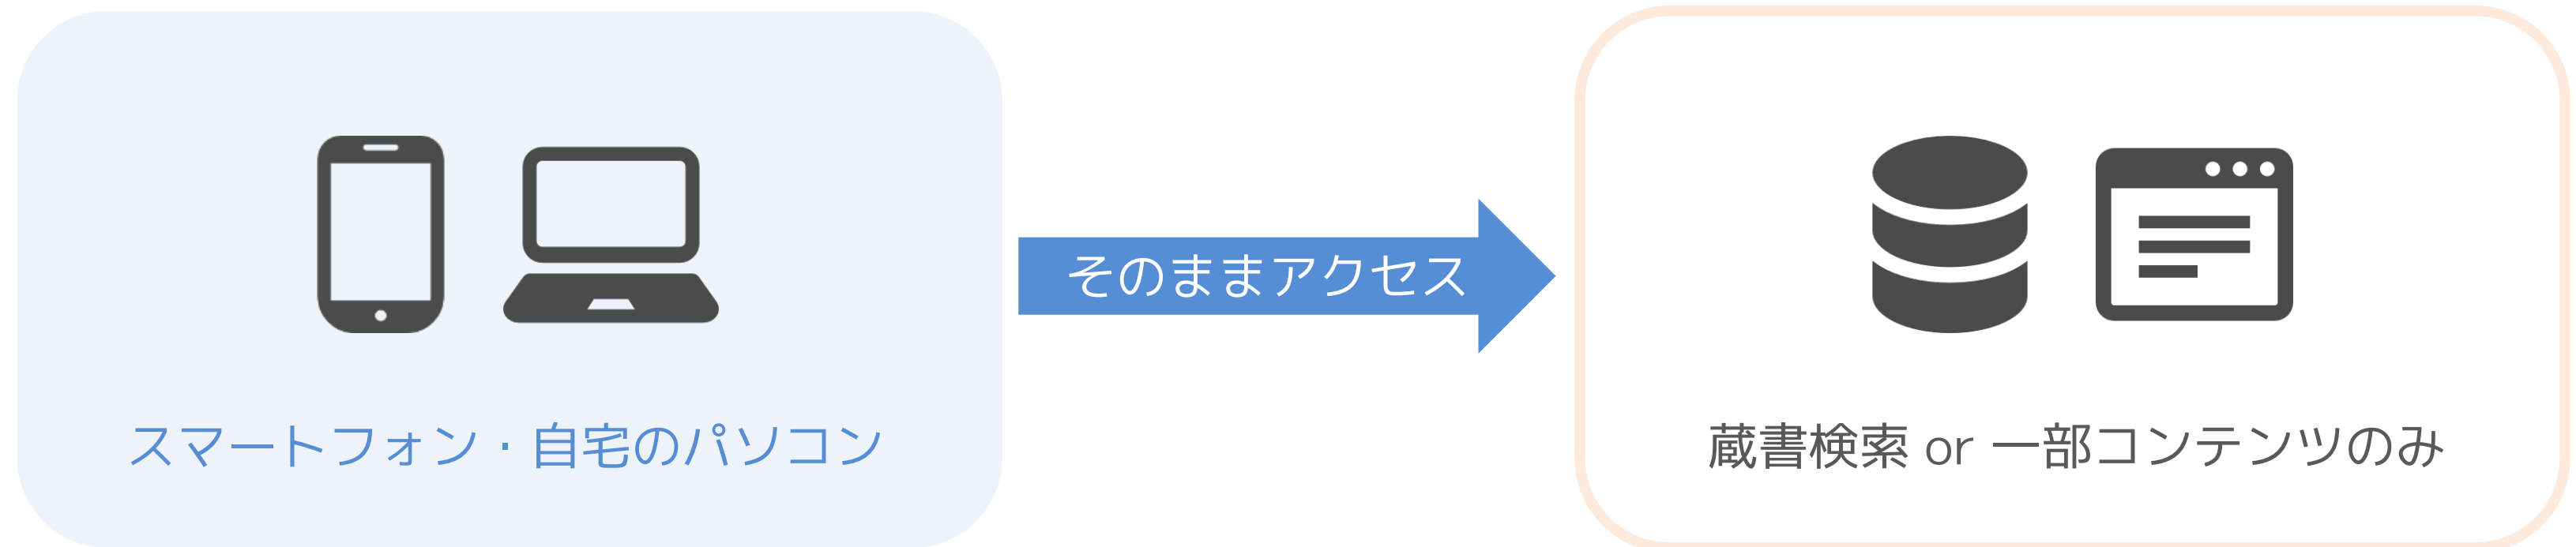 スマートフォン・自宅のパソコン
そのままアクセス
蔵書検索 or 一部コンテンツのみ